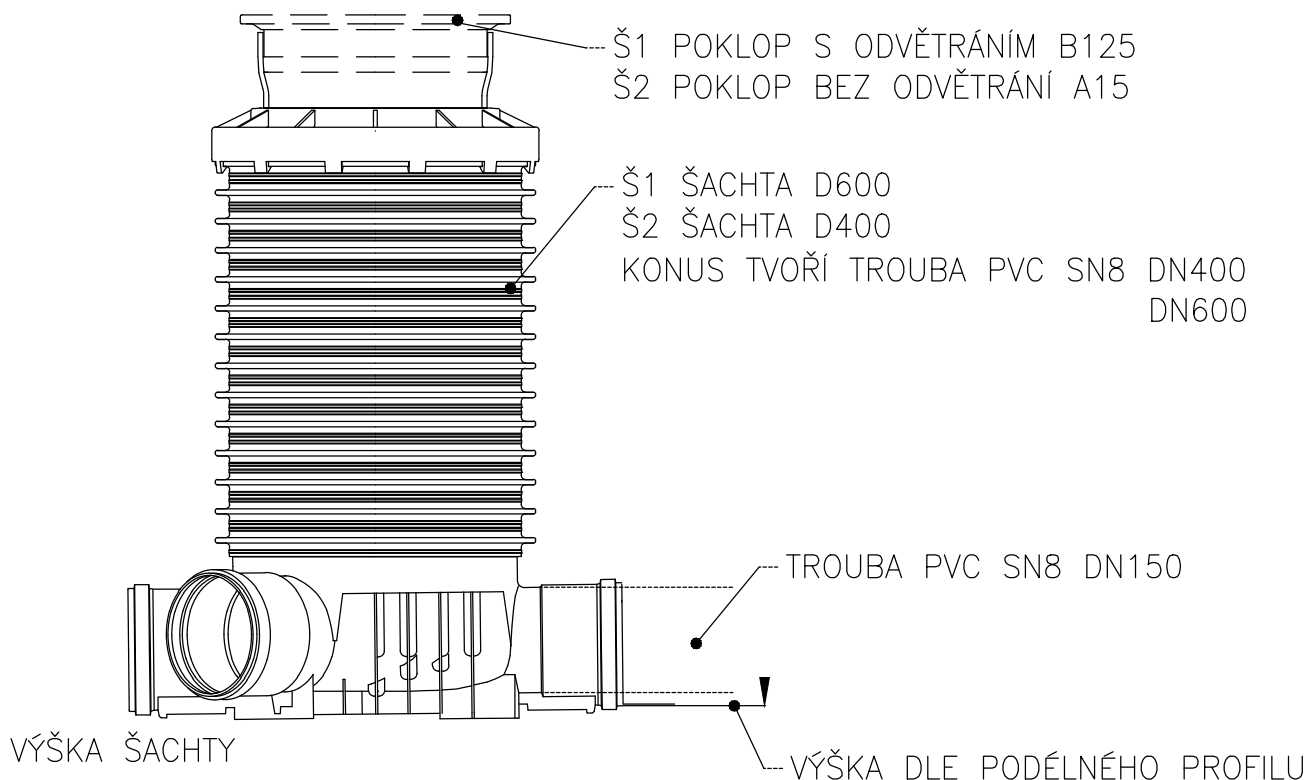 Š1 POKLOP S ODVĚTRÁNÍM B125
Š2 POKLOP BEZ ODVĚTRÁNÍ A15
Š1 ŠACHTA D600
Š2 ŠACHTA D400
KONUS TVOŘÍ TROUBA PVC SN8 DN400
DN600
TROUBA PVC SN8 DN150
VÝŠKA ŠACHTY
VÝŠKA DLE PODÉLNÉHO PROFILU